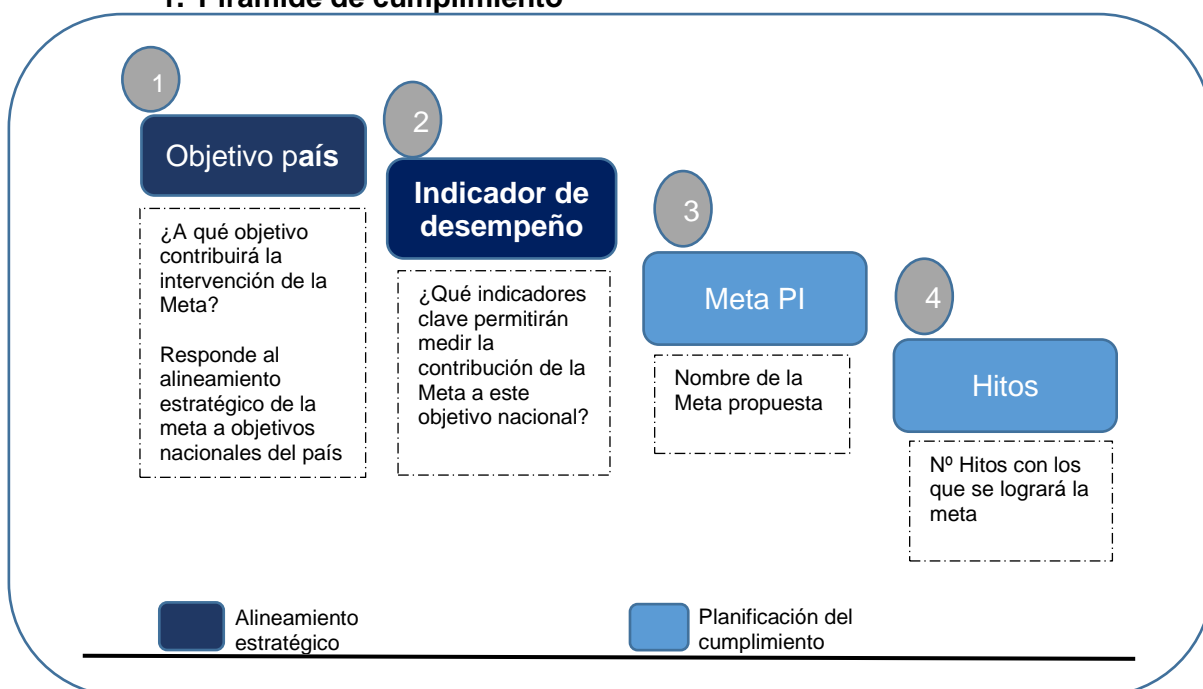 1. Pirámide de cumplimiento
1
Objetivo país
¿A qué objetivo
contribuirá la
intervención de la
Meta?
Responde al
alineamiento
estratégico de la
meta a objetivos
nacionales del país
2
Indicador de
desempeño
¿Qué indicadores
clave permitirán
medir la
contribución de la
Meta a este
objetivo nacional?
3
Meta PI
Nombre de la
Meta propuesta
4
Hitos
Nº Hitos con los
que se logrará la
meta
Alineamiento
estratégico
Planificación del
cumplimiento